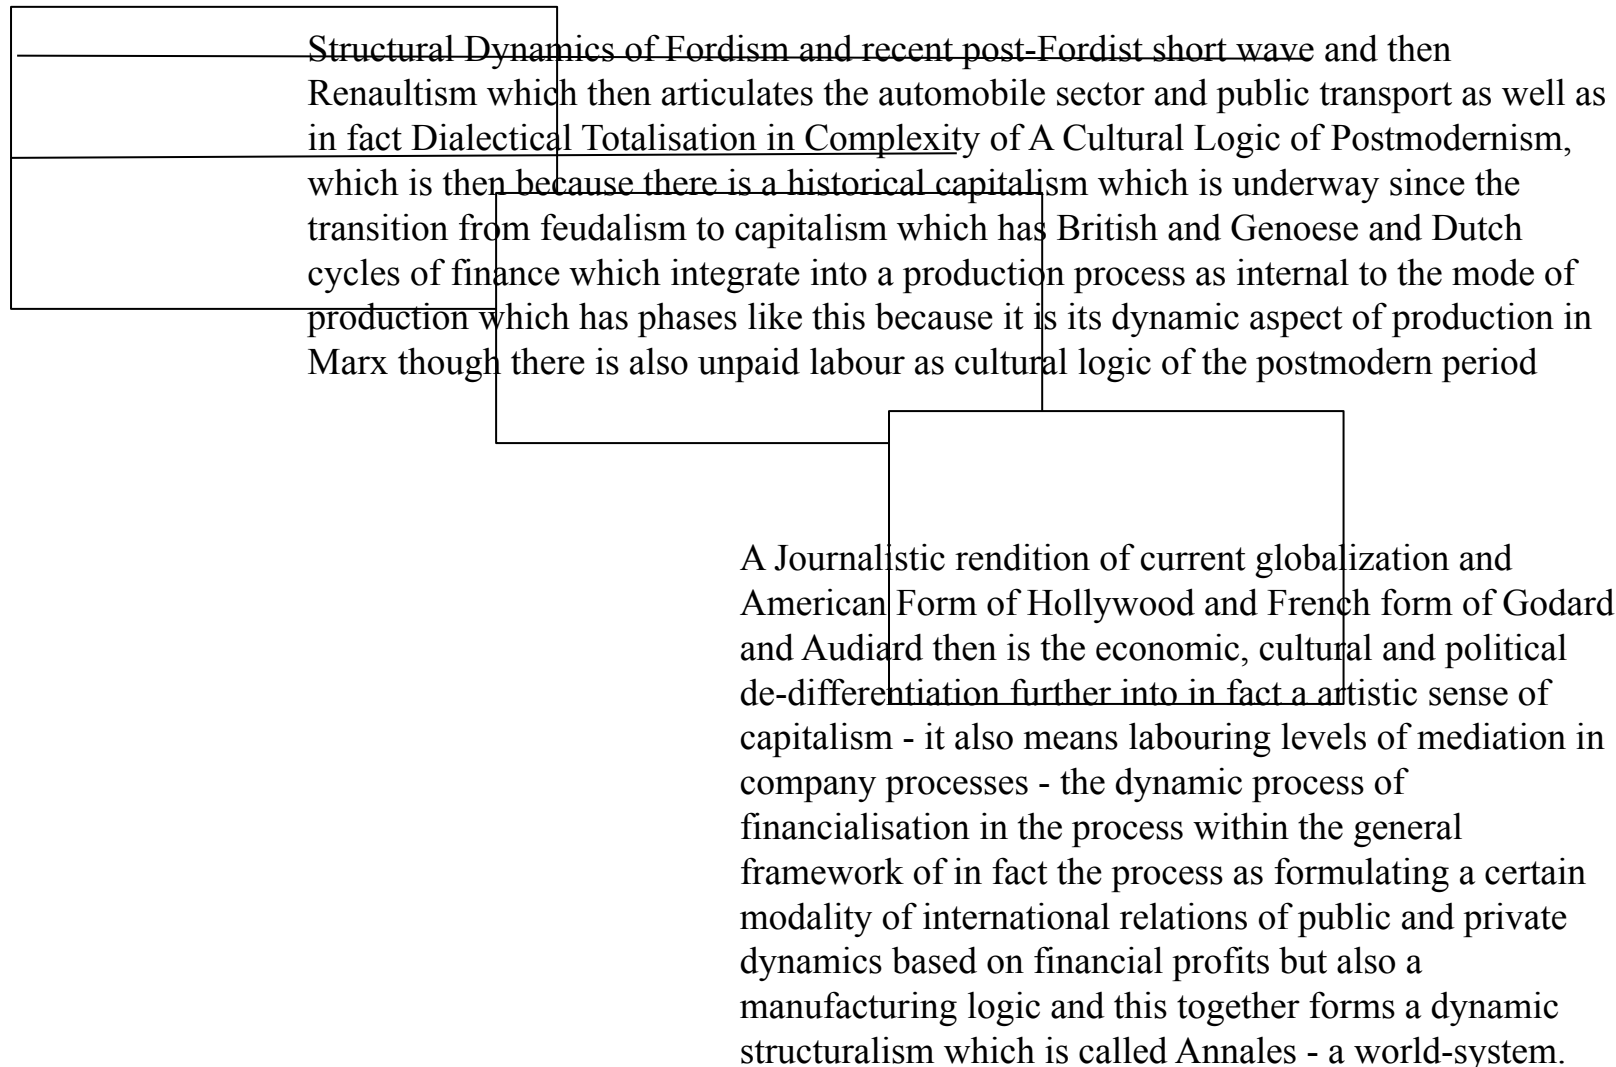 Structural Dynamics of Fordism and recent post-Fordist short wave and then
Renaultism which then articulates the automobile sector and public transport as well as
in fact Dialectical Totalisation in Complexity of A Cultural Logic of Postmodernism,
which is then because there is a historical capitalism which is underway since the
transition from feudalism to capitalism which has British and Genoese and Dutch
cycles of finance which integrate into a production process as internal to the mode of
production which has phases like this because it is its dynamic aspect of production in
Marx though there is also unpaid labour as cultural logic of the postmodern period
A Journalistic rendition of current globalization and
American Form of Hollywood and French form of Godard
and Audiard then is the economic, cultural and political
de-differentiation further into in fact a artistic sense of
capitalism - it also means labouring levels of mediation in
company processes - the dynamic process of
financialisation in the process within the general
framework of in fact the process as formulating a certain
modality of international relations of public and private
dynamics based on financial profits but also a
manufacturing logic and this together forms a dynamic
structuralism which is called Annales - a world-system.